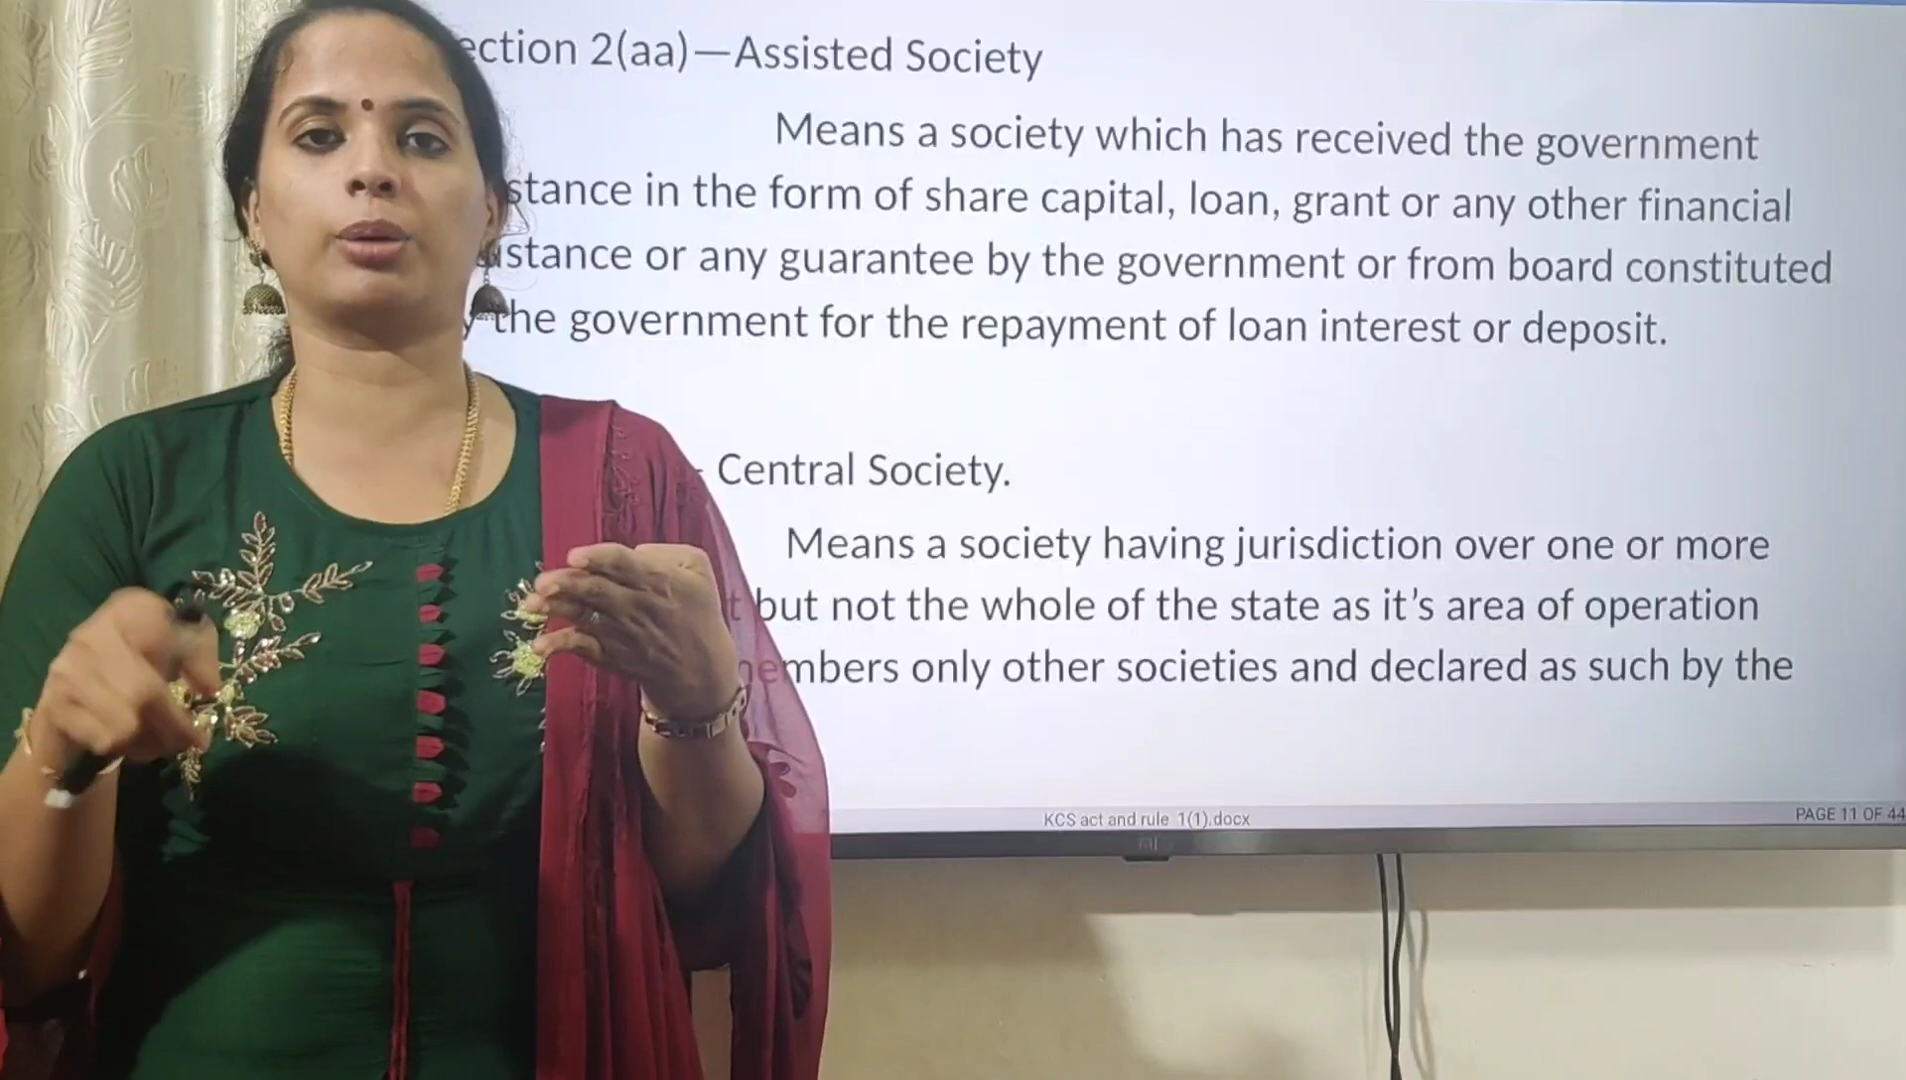 ection 2(aa)—Assisted Society
Means a society which has received the government
stance in the form of share capital, loan, grant or any other financial
istance or any guarantee by the government or from board constituted
the government for the repayment of loan interest or deposit.
- Central Society.
Means a society having jurisdiction over one or more
t but not the whole of the state as it’s area of operation
members only other societies and declared as such by the
KCS act and rule 1(1).docx
PAGE 11 OF 44
mi